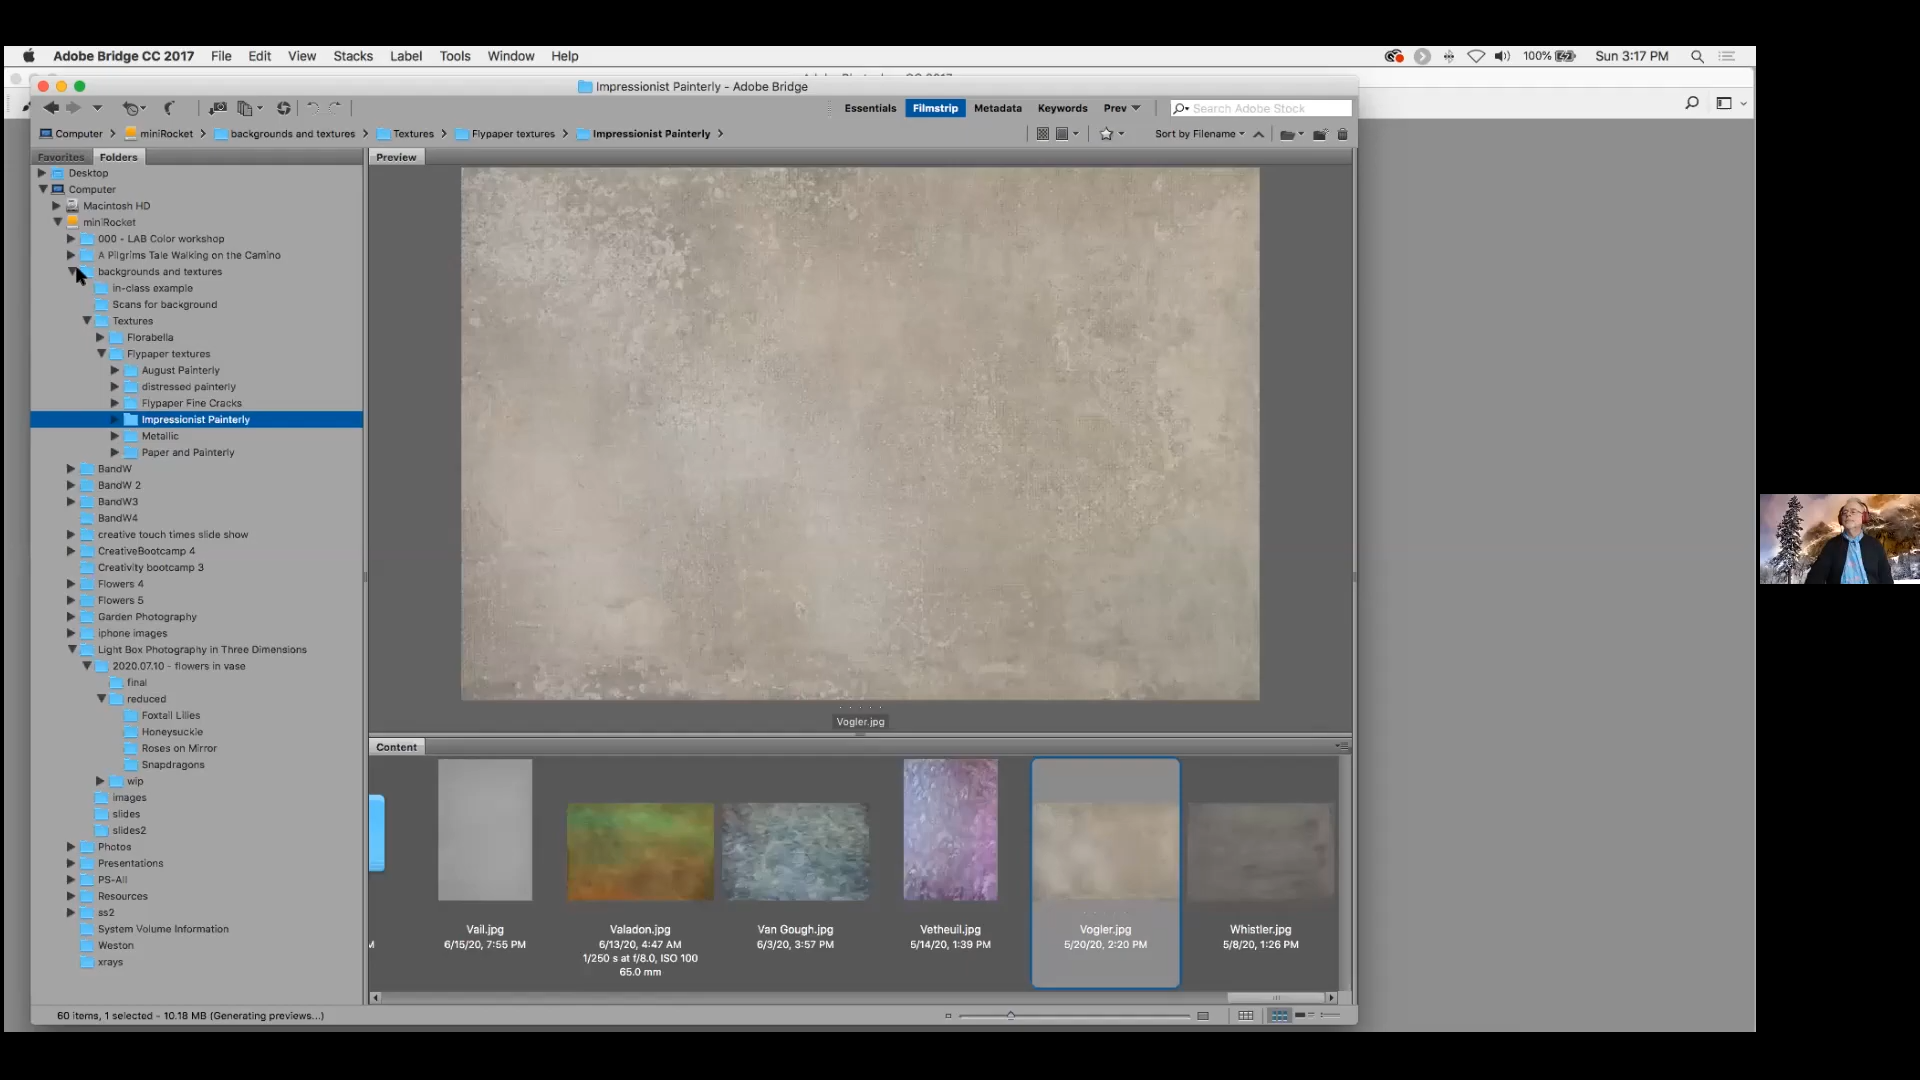 Adobe Bridge CC 2017 File Edit View Stacks Label Tools Window Help 100% Sun 3:17 PM
Impressionist Painterly - Adobe Bridge
Essentials Filmstrip Metadata Keywords Prev Search Adobe Stock
Computer miniRocket backgrounds and textures Textures Flypaper textures Impressionist Painterly Sort by Filename
Favorites Folders
Desktop
Computer
Macintosh HD
miniRocket
000 - LAB Color workshop
A Pilgrims Tale Walking on the Camino
backgrounds and textures
in-class example
Scans for background
Textures
Florabella
Flypaper textures
August Painterly
distressed painterly
Flypaper Fine Cracks
Impressionist Painterly
Metallic
Paper and Painterly
BandW
BandW 2
BandW3
BandW4
creative touch times slide show
CreativeBootcamp 4
Creativity bootcamp 3
Flowers 4
Flowers 5
Garden Photography
iphone images
Light Box Photography in Three Dimensions
2020.07.10 - flowers in vase
final
reduced
Foxtail Lilies
Honeysuckie
Roses on Mirror
Snapdragons
wip
images
slides
slides2
Photos
Presentations
PS-All
Resources
ss2
System Volume Information
Weston
xrays
Preview
Vogler.jpg
Content
Vail.jpg
6/15/20, 7:55 PM
Valadon.jpg
6/13/20, 4:47 AM
1/250 s at f/8.0, ISO 100
65.0 mm
Van Gough.jpg
6/3/20, 3:57 PM
Vetheuil.jpg
5/14/20, 1:39 PM
Vogler.jpg
5/20/20, 2:20 PM
Whistler.jpg
5/8/20, 1:26 PM
60 items, 1 selected - 10.18 MB (Generating previews...)